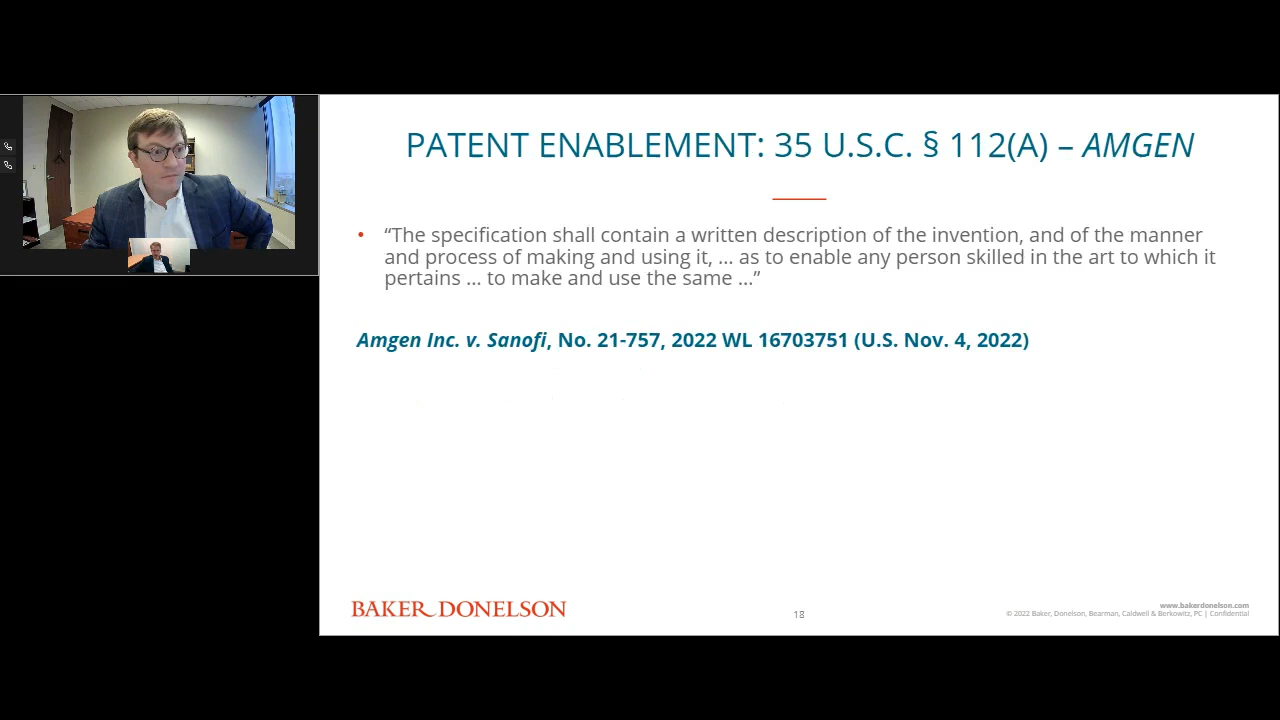 PATENT ENABLEMENT: 35 U.S.C. § 112(A) – AMGEN
• “The specification shall contain a written description of the invention, and of the manner
and process of making and using it, … as to enable any person skilled in the art to which it
pertains … to make and use the same …”
Amgen Inc. v. Sanofi, No. 21-757, 2022 WL 16703751 (U.S. Nov. 4, 2022)
BAKER DONELSON
18
www.bakerdonelson.com
© 2022 Baker, Donelson, Bearman, Caldwell & Berkowitz, PC | Confidential